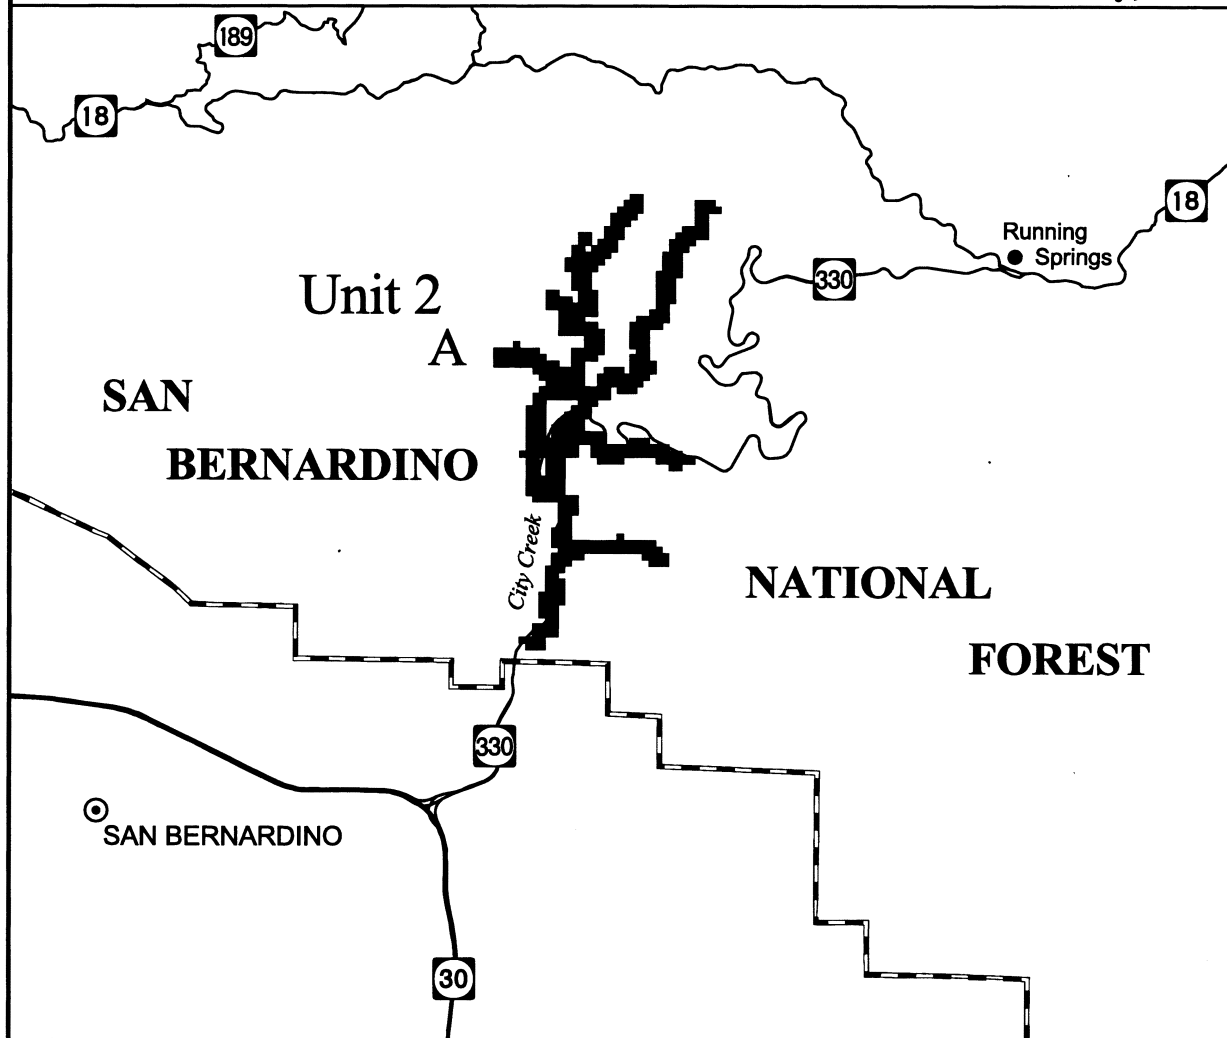 189
18
18
Running
Springs
330
Unit 2
A
SAN
BERNARDINO
City Creek
NATIONAL
FOREST
330
SAN BERNARDINO
30